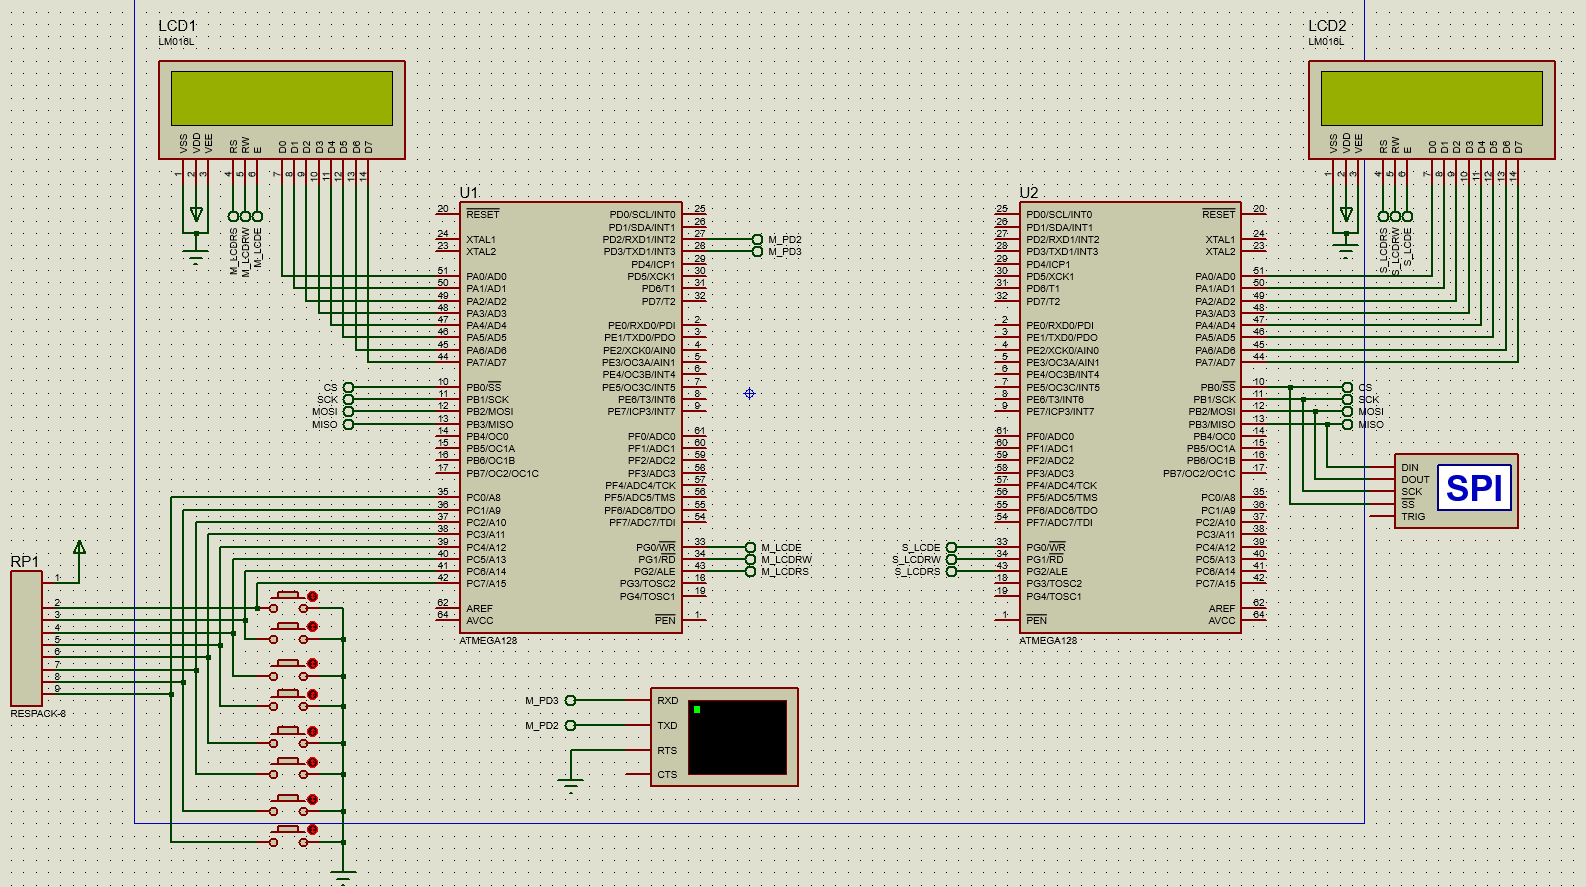 LCD1
LM016L
VSS VDD VEE RS RW E D0 D1 D2 D3 D4 D5 D6 D7
1 2 3 4 5 6 7 8 9 10 11 12 13 14
M_LCDRS
M_LCDRW
M_LCDE
LCD2
LM016L
VSS VDD VEE RS RW E D0 D1 D2 D3 D4 D5 D6 D7
1 2 3 4 5 6 7 8 9 10 11 12 13 14
S_LCDRS
S_LCDRW
S_LCDE
U1
20 RESET
24 XTAL1
23 XTAL2
51 PA0/AD0
50 PA1/AD1
49 PA2/AD2
48 PA3/AD3
47 PA4/AD4
46 PA5/AD5
45 PA6/AD6
44 PA7/AD7
CS 10 PB0/SS
SCK 11 PB1/SCK
MOSI 12 PB2/MOSI
MISO 13 PB3/MISO
14 PB4/OC0
15 PB5/OC1A
16 PB6/OC1B
17 PB7/OC2/OC1C
35 PC0/A8
36 PC1/A9
37 PC2/A10
38 PC3/A11
39 PC4/A12
40 PC5/A13
41 PC6/A14
42 PC7/A15
62 AREF
64 AVCC
PD0/SCL/INT0 25
PD1/SDA/INT1 26
PD2/RXD1/INT2 27 M_PD2
PD3/TXD1/INT3 28 M_PD3
PD4/ICP1 29
PD5/XCK1 30
PD6/T1 31
PD7/T2 32
PE0/RXD0/PDI 2
PE1/TXD0/PDO 3
PE2/XCK0/AIN0 4
PE3/OC3A/AIN1 5
PE4/OC3B/INT4 6
PE5/OC3C/INT5 7
PE6/T3/INT6 8
PE7/ICP3/INT7 9
PF0/ADC0 61
PF1/ADC1 60
PF2/ADC2 59
PF3/ADC3 58
PF4/ADC4/TCK 57
PF5/ADC5/TMS 56
PF6/ADC6/TDO 55
PF7/ADC7/TDI 54
PG0/WR 33 M_LCDE
PG1/RD 34 M_LCDRW
PG2/ALE 43 M_LCDRS
PG3/TOSC2 18
PG4/TOSC1 19
PEN 1
ATMEGA128
U2
25 PD0/SCL/INT0
26 PD1/SDA/INT1
27 PD2/RXD1/INT2
28 PD3/TXD1/INT3
29 PD4/ICP1
30 PD5/XCK1
31 PD6/T1
32 PD7/T2
2 PE0/RXD0/PDI
3 PE1/TXD0/PDO
4 PE2/XCK0/AIN0
5 PE3/OC3A/AIN1
6 PE4/OC3B/INT4
7 PE5/OC3C/INT5
8 PE6/T3/INT6
9 PE7/ICP3/INT7
61 PF0/ADC0
60 PF1/ADC1
59 PF2/ADC2
58 PF3/ADC3
57 PF4/ADC4/TCK
56 PF5/ADC5/TMS
55 PF6/ADC6/TDO
54 PF7/ADC7/TDI
S_LCDE 33 PG0/WR
S_LCDRW 34 PG1/RD
S_LCDRS 43 PG2/ALE
18 PG3/TOSC2
19 PG4/TOSC1
1 PEN
RESET 20
XTAL1 24
XTAL2 23
PA0/AD0 51
PA1/AD1 50
PA2/AD2 49
PA3/AD3 48
PA4/AD4 47
PA5/AD5 46
PA6/AD6 45
PA7/AD7 44
PB0/SS 10 CS
PB1/SCK 11 SCK
PB2/MOSI 12 MOSI
PB3/MISO 13 MISO
PB4/OC0 14
PB5/OC1A 15
PB6/OC1B 16
PB7/OC2/OC1C 17
PC0/A8 35
PC1/A9 36
PC2/A10 37
PC3/A11 38
PC4/A12 39
PC5/A13 40
PC6/A14 41
PC7/A15 42
AREF 62
AVCC 64
ATMEGA128
DIN
DOUT
SCK
SS
TRIG
SPI
RP1
1
2
3
4
5
6
7
8
9
RESPACK-8
M_PD3 RXD
M_PD2 TXD
RTS
CTS